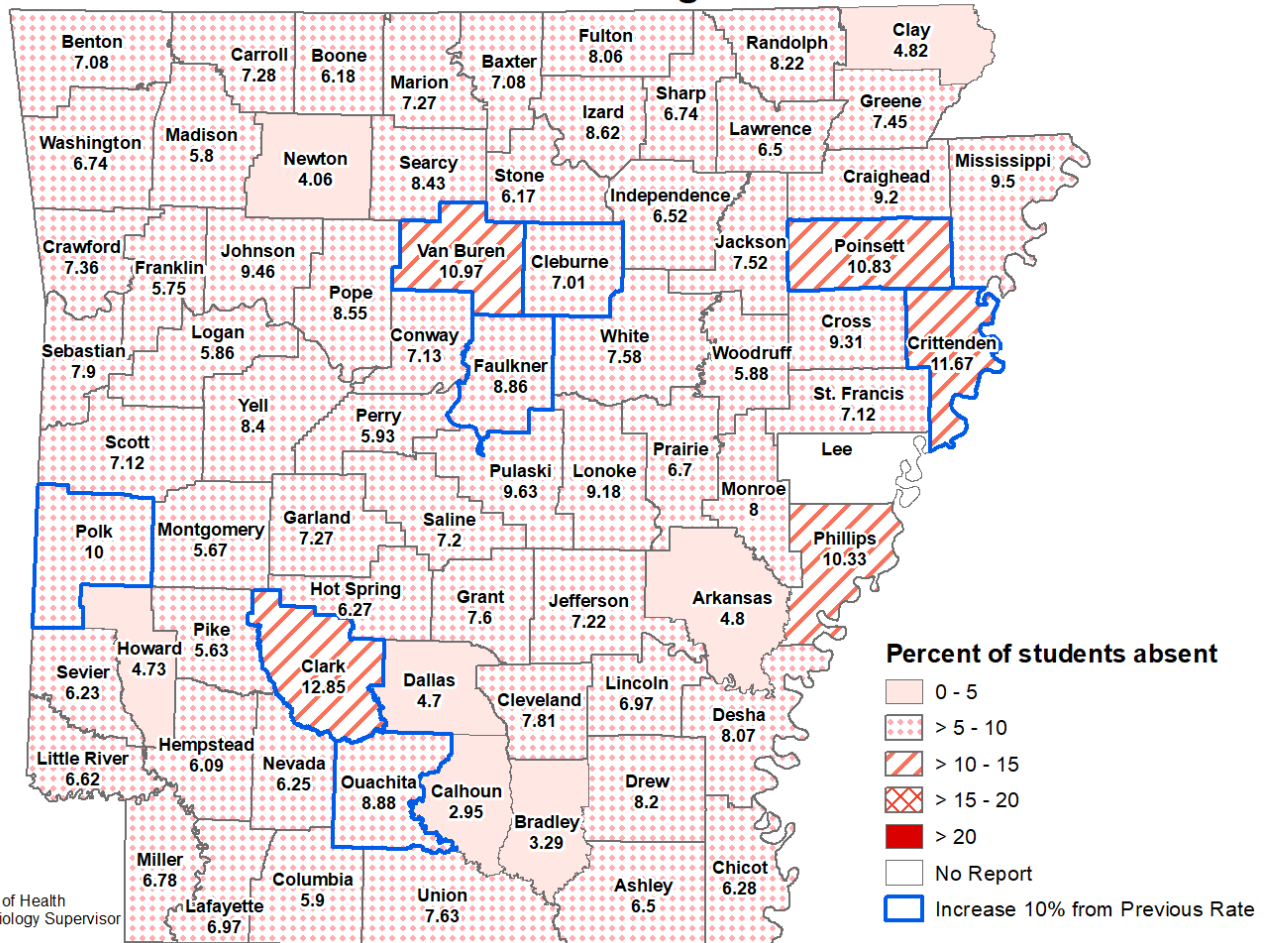 Clay
4.82
Benton
7.08
Carroll
7.28
Boone
6.18
Marion
7.27
Baxter
7.08
Fulton
8.06
Randolph
8.22
Sharp
6.74
Izard
8.62
Greene
7.45
Lawrence
6.5
Washington
6.74
Madison
5.8
Newton
4.06
Searcy
8.43
Stone
6.17
Independence
6.52
Craighead
9.2
Mississippi
9.5
Crawford
7.36
Franklin
5.75
Johnson
9.46
Van Buren
10.97
Cleburne
7.01
Jackson
7.52
Poinsett
10.83
Pope
8.55
Logan
5.86
Sebastian
7.9
Conway
7.13
Faulkner
8.86
White
7.58
Woodruff
5.88
Cross
9.31
Crittenden
11.67
St. Francis
7.12
Yell
8.4
Perry
5.93
Scott
7.12
Pulaski
9.63
Lonoke
9.18
Prairie
6.7
Lee
Monroe
8
Polk
10
Montgomery
5.67
Garland
7.27
Saline
7.2
Phillips
10.33
Hot Spring
6.27
Grant
7.6
Jefferson
7.22
Arkansas
4.8
Howard
4.73
Pike
5.63
Sevier
6.23
Clark
12.85
Dallas
4.7
Cleveland
7.81
Lincoln
6.97
Desha
8.07
Little River
6.62
Hempstead
6.09
Nevada
6.25
Ouachita
8.88
Calhoun
2.95
Bradley
3.29
Drew
8.2
Miller
6.78
Lafayette
6.97
Columbia
5.9
Union
7.63
Ashley
6.5
Chicot
6.28
Percent of students absent
0 - 5
> 5 - 10
> 10 - 15
> 15 - 20
> 20
No Report
Increase 10% from Previous Rate
of Health
iology Supervisor